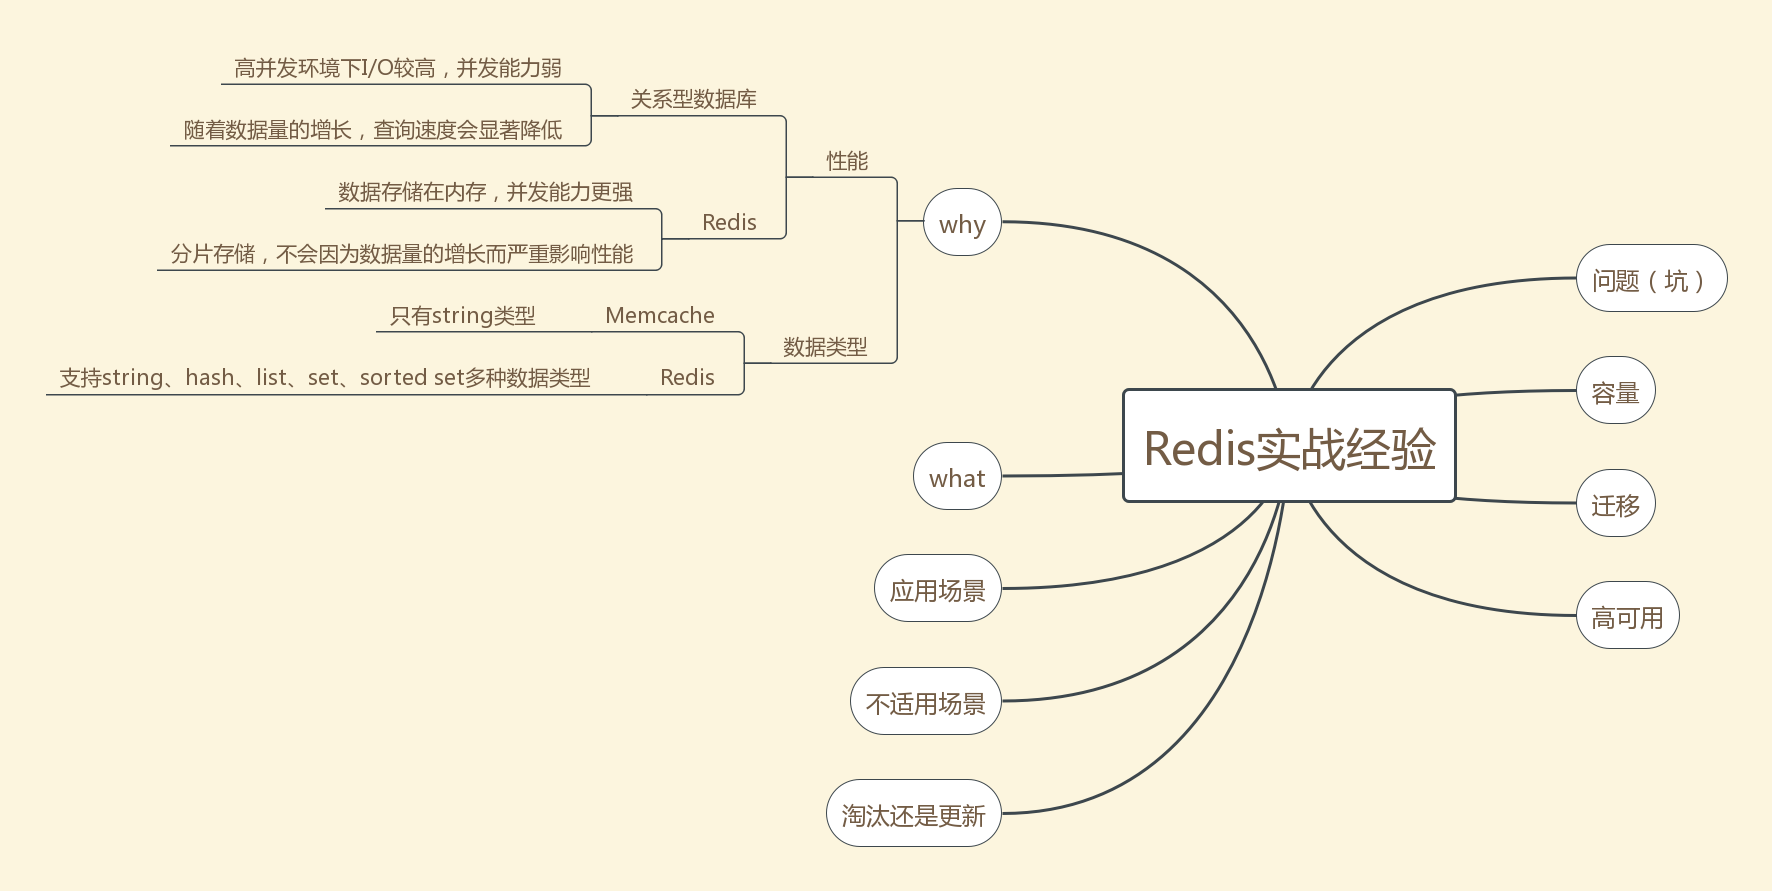 高并发环境下I/O较高，并发能力弱
关系型数据库
随着数据量的增长，查询速度会显著降低
性能
数据存储在内存，并发能力更强
Redis
分片存储，不会因为数据量的增长而严重影响性能
why
只有string类型
Memcache
数据类型
支持string、hash、list、set、sorted set多种数据类型
Redis
问题（坑）
容量
Redis实战经验
what
迁移
应用场景
高可用
不适用场景
淘汰还是更新